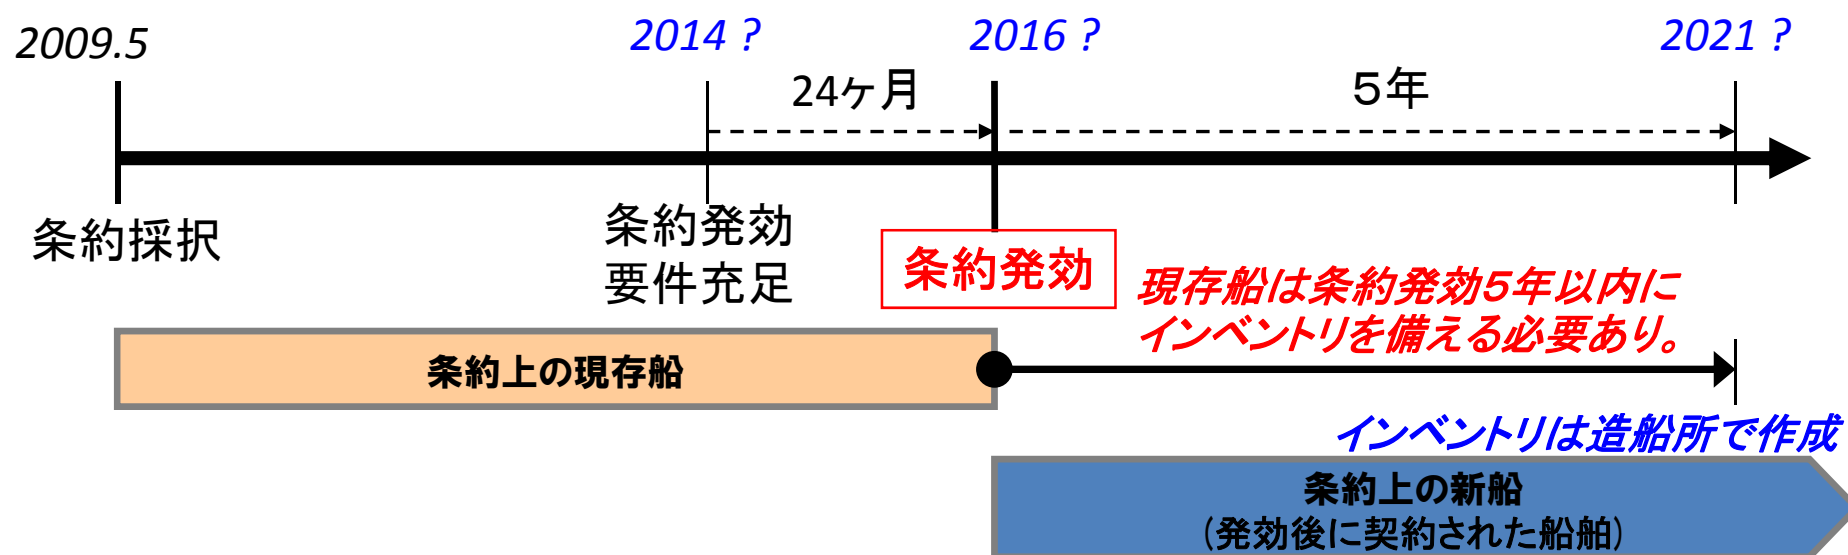 2009.5
2014 ?
2016 ?
2021 ?
24ケ月
５年
条約採択
条約発効
要件充足
条約発効
現存船は条約発効５年以内に
インベントリを備える必要あり。
条約上の現存船
インベントリは造船所で作成
条約上の新船
(発効後に契約された船舶)